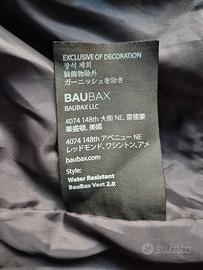 EXCLUSIVE OF DECORATION
장식 제외
裝飾物除外
ガーニッシュを除き
BAUBAX
BAUBAX LLC
4074 148th 大街 NE, 雷德蒙
華盛頓, 美國
4074 148th アベニュー NE
レッドモンド, ワシントン, アメ
baubax.com
Style:
Water Resistant
BauBax Vest 2.0
subito